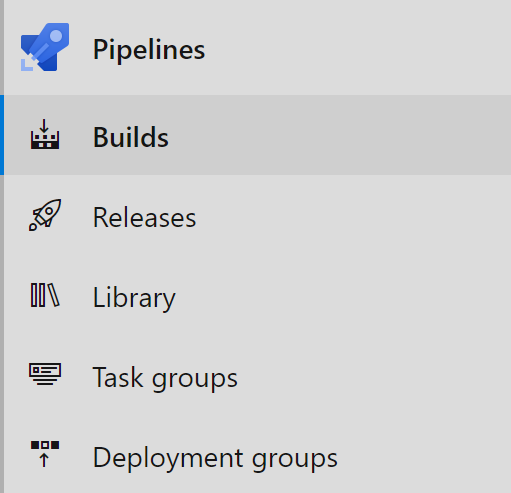 Pipelines
Builds
Releases
Library
Task groups
Deployment groups